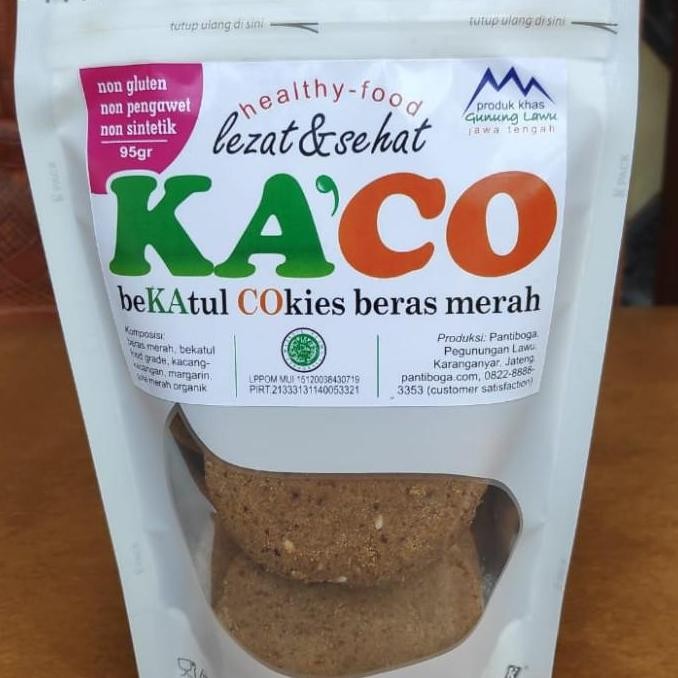 tutup ulang di sini
tutup ulang di sini
non gluten
non pengawet
non sintetik
95gr
healthy-food
lezat&sehat
produk khas
Gunung Lawu
jawa tengah
KA'CO
beKAtul COkies beras merah
Komposisi:
beras merah, bekatul
food grade, kacang-
kacangan, margarin,
gula merah organik
LPPOM MUI 15120038430719
PIRT.21333131140053321
Produksi: Pantiboga.
Pegunungan Lawu.
Karanganyar. Jateng.
pantiboga.com, 0822-8888-
3353 (customer satisfaction)